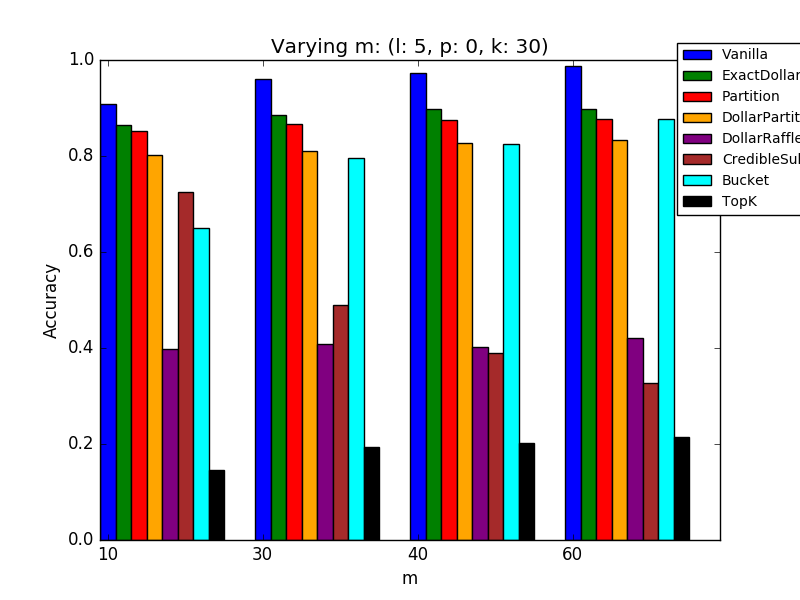 Varying m: (l: 5, p: 0, k: 30)
1.0
0.8
0.6
0.4
0.2
0.0
Accuracy
10 30 40 60
m
Vanilla
ExactDollar
Partition
DollarPartit
DollarRaffle
CredibleSu
Bucket
TopK